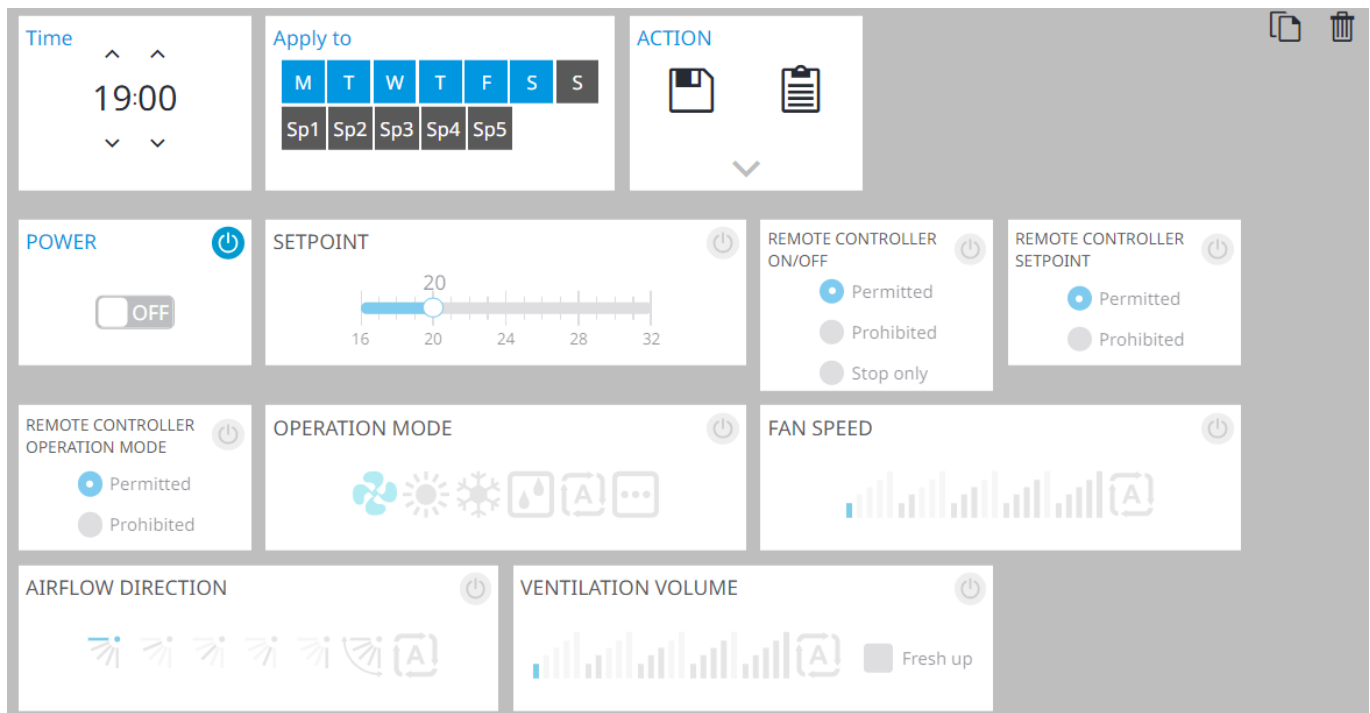 Time
19:00
Apply to
M T W T F S S
Sp1 Sp2 Sp3 Sp4 Sp5
ACTION
POWER
OFF
SETPOINT
20
16 20 24 28 32
REMOTE CONTROLLER
ON/OFF
Permitted
Prohibited
Stop only
REMOTE CONTROLLER
SETPOINT
Permitted
Prohibited
REMOTE CONTROLLER
OPERATION MODE
Permitted
Prohibited
OPERATION MODE
A
FAN SPEED
A
AIRFLOW DIRECTION
A
VENTILATION VOLUME
A
Fresh up